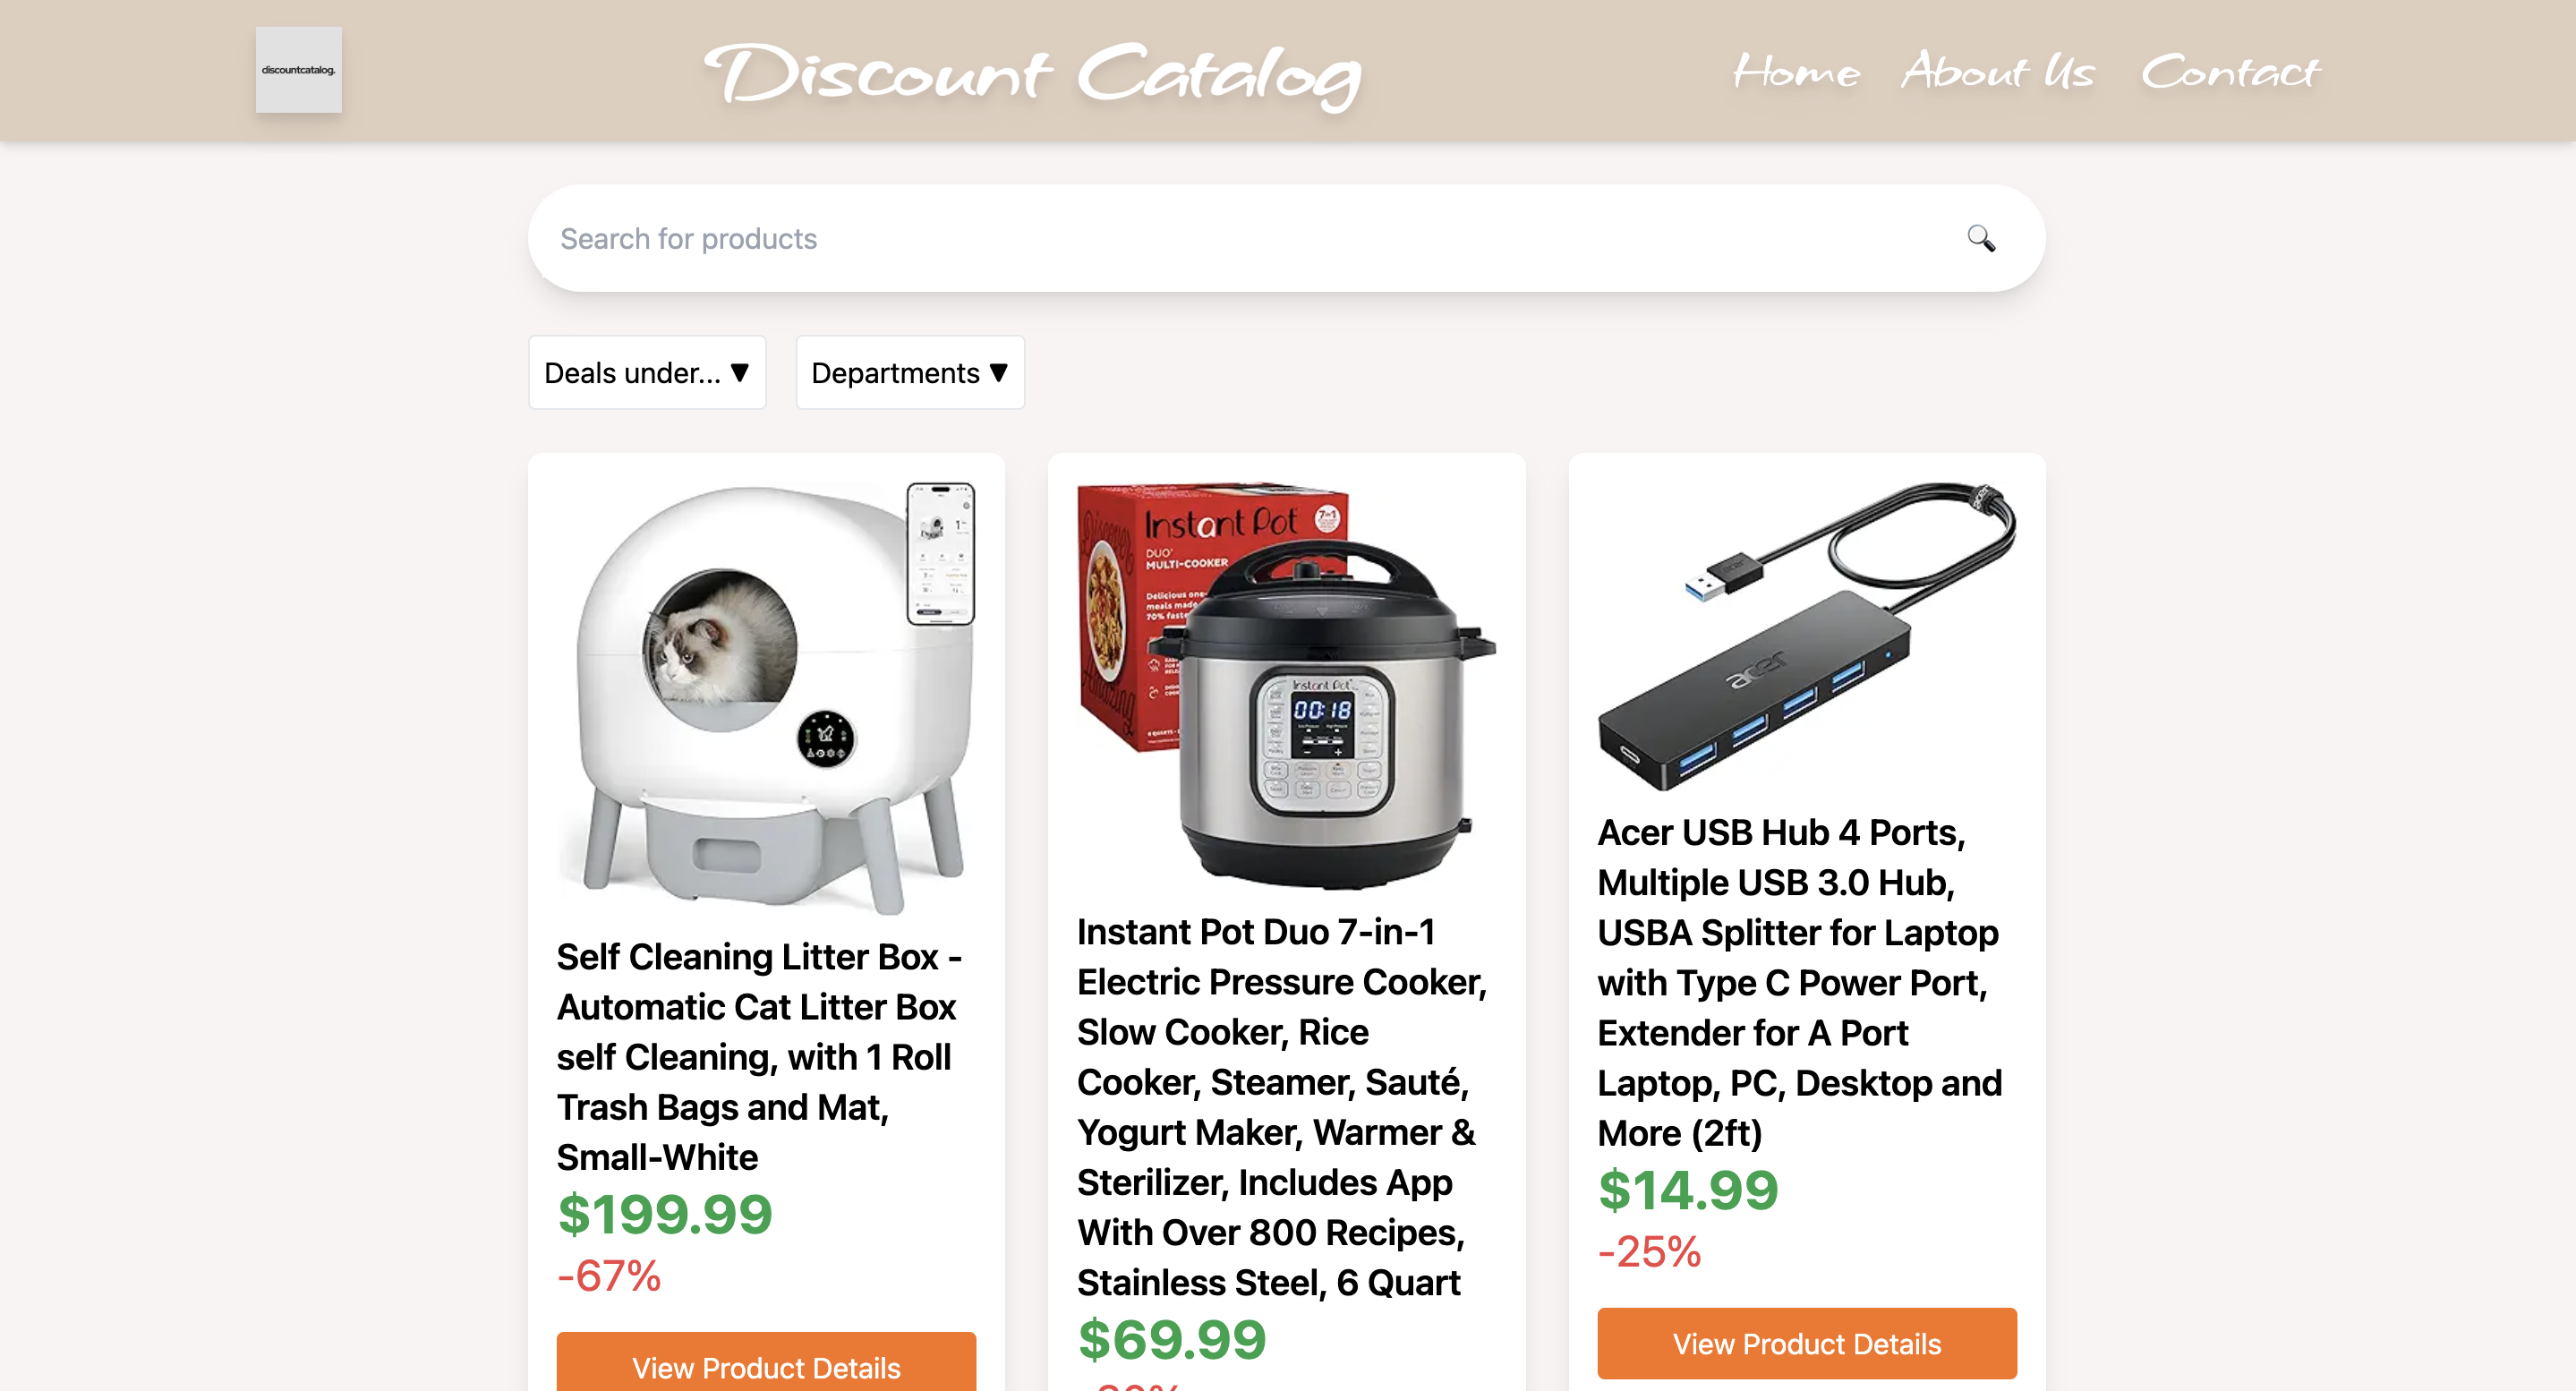 discountcatalog.
Discount Catalog
Home About Us Contact
Search for products
Deals under... ▼ Departments ▼
Instant Pot
7in1
DUO
MULTI-COOKER
Delicious one-
meals made
70% faste
Amazing
Instant Pot
00:18
acer
Self Cleaning Litter Box -
Automatic Cat Litter Box
self Cleaning, with 1 Roll
Trash Bags and Mat,
Small-White
$199.99
-67%
View Product Details
Instant Pot Duo 7-in-1
Electric Pressure Cooker,
Slow Cooker, Rice
Cooker, Steamer, Sauté,
Yogurt Maker, Warmer &
Sterilizer, Includes App
With Over 800 Recipes,
Stainless Steel, 6 Quart
$69.99
Acer USB Hub 4 Ports,
Multiple USB 3.0 Hub,
USBA Splitter for Laptop
with Type C Power Port,
Extender for A Port
Laptop, PC, Desktop and
More (2ft)
$14.99
-25%
View Product Details